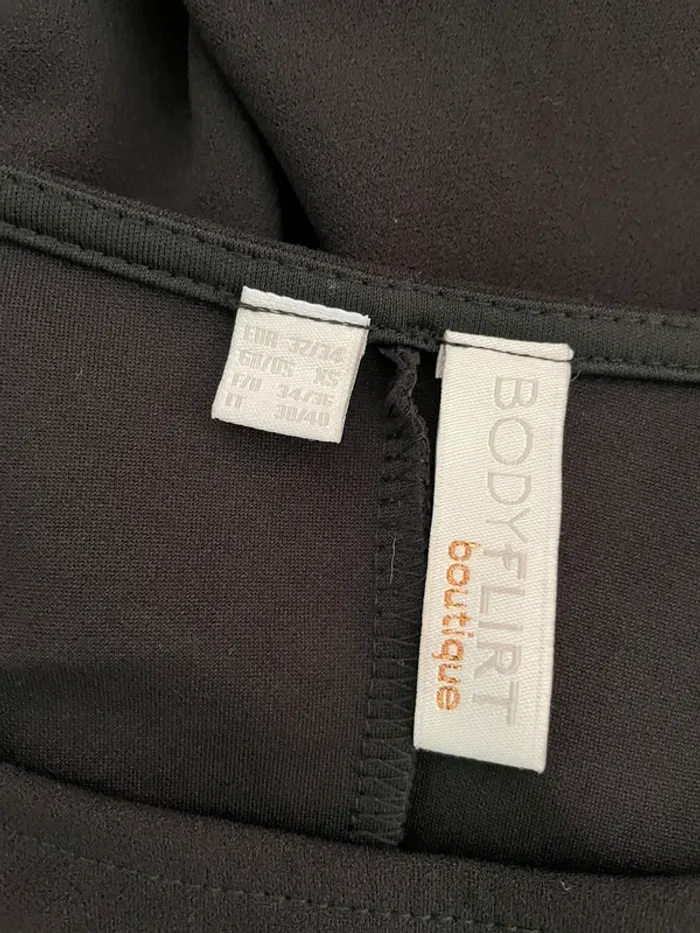 EUR 32/34
GB/US XS
F/B 34/36
IT 38/40
BODYFLIRT
boutique